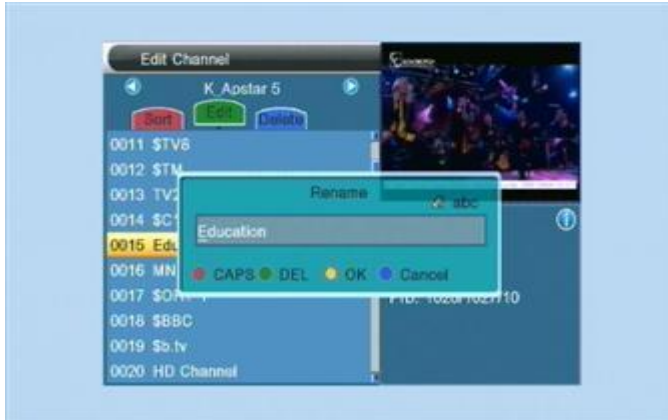 Edit Channel
K_Apstar 5
Sort Edit Delete
0011 $TV8
0012 $TM
0013 TV2
0014 $C
0015 Edu
0016 MN
0017
0018 $BBC
0019 $b.tv
0020 HD Channel
Rename
abc
Education
CAPS DEL OK Cancel